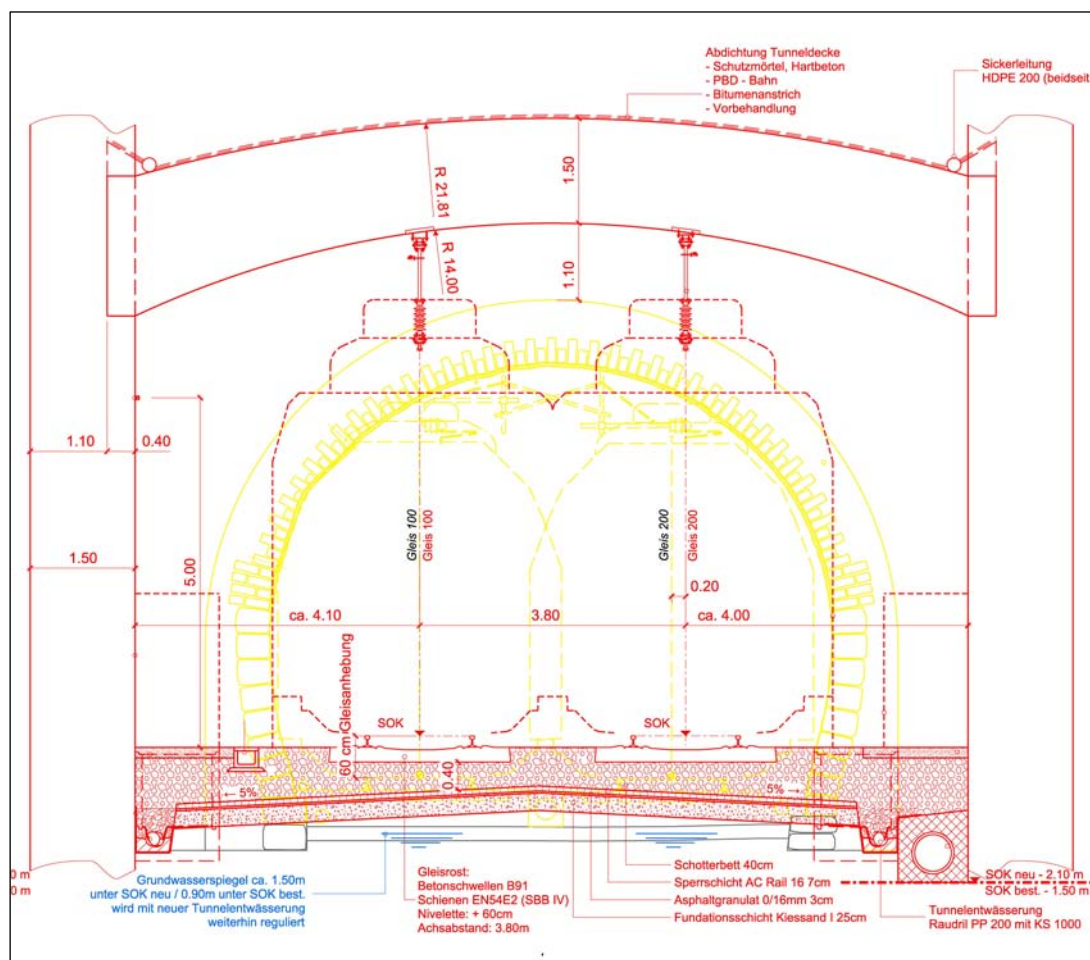 Abdichtung Tunneldecke
- Schutzmörtel, Hartbeton
- PBD - Bahn
- Bitumenanstrich
- Vorbehandlung
Sickerleitung
HDPE 200 (beidseit
1.50
R 21.81
R 14.00
1.10
1.10
0.40
1.50
5.00
Gleis 100
Gleis 100
Gleis 200
Gleis 200
0.20
ca. 4.10
3.80
ca. 4.00
60 cm Gleisanhebung
SOK
SOK
0.40
← 5%
5% →
0 m
0 m
Grundwasserspiegel ca. 1.50m
unter SOK neu / 0.90m unter SOK best.
wird mit neuer Tunnelentwässerung
weiterhin reguliert
Gleisrost:
Betonschwellen B91
Schienen EN54E2 (SBB IV)
Nivelette: + 60cm
Achsabstand: 3.80m
Schotterbett 40cm
Sperrschicht AC Rail 16 7cm
Asphaltgranulat 0/16mm 3cm
Fundationsschicht Kiessand I 25cm
SOK neu - 2.10 m
SOK best. - 1.50 m
Tunnelentwässerung
Raudril PP 200 mit KS 1000